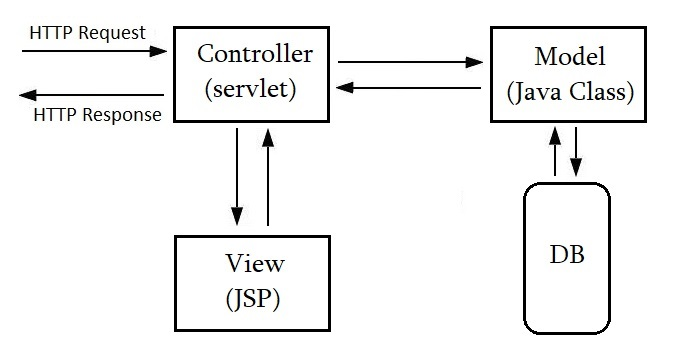 HTTP Request
HTTP Response
Controller
(servlet)
Model
(Java Class)
View
(JSP)
DB